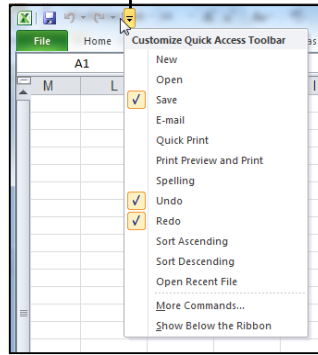 File Home Customize Quick Access Toolbar as
A1 New
M L Open I
Save
E-mail
Quick Print
Print Preview and Print
Spelling
Undo
Redo
Sort Ascending
Sort Descending
Open Recent File
More Commands...
Show Below the Ribbon